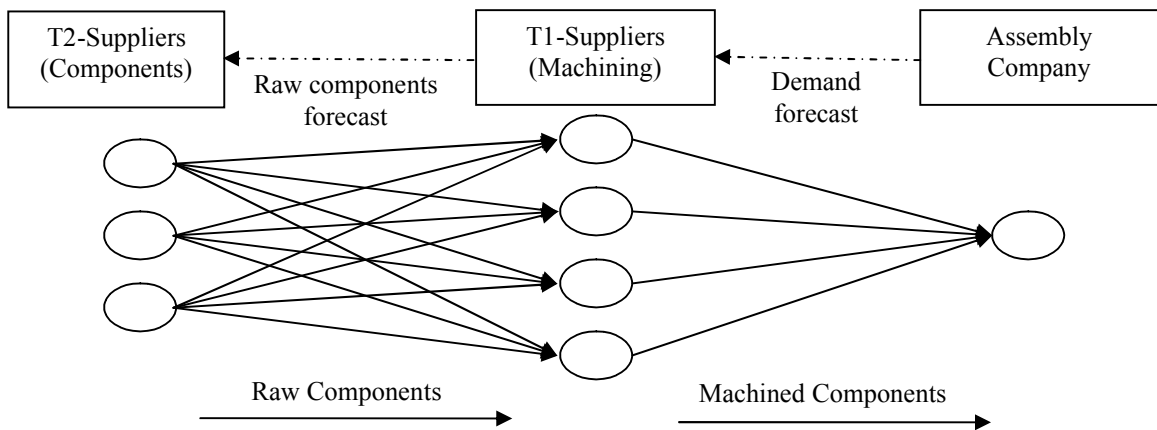 T2-Suppliers
(Components)
T1-Suppliers
(Machining)
Assembly
Company
Raw components
forecast
Demand
forecast
Raw Components
Machined Components